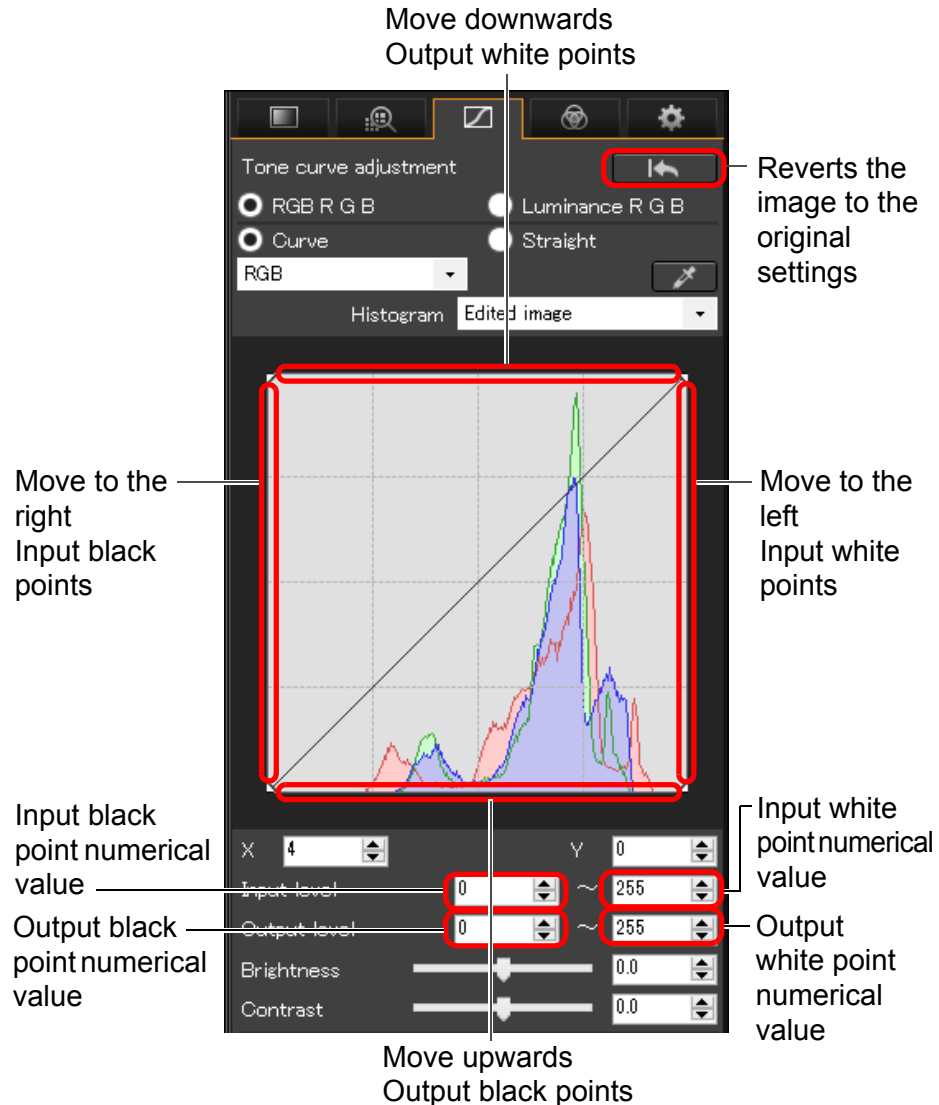 Move downwards
Output white points
Tone curve adjustment
Reverts the
image to the
original
settings
RGB R G B
Luminance R G B
Curve
Straight
RGB
Histogram
Edited image
Move to the
right
Input black
points
Move to the
left
Input white
points
Input black
point numerical
value
Input white
point numerical
value
X
4
Y
0
Input level
0
~
255
Output black
point numerical
value
Output level
0
~
255
Output
white point
numerical
value
Brightness
0.0
Contrast
0.0
Move upwards
Output black points